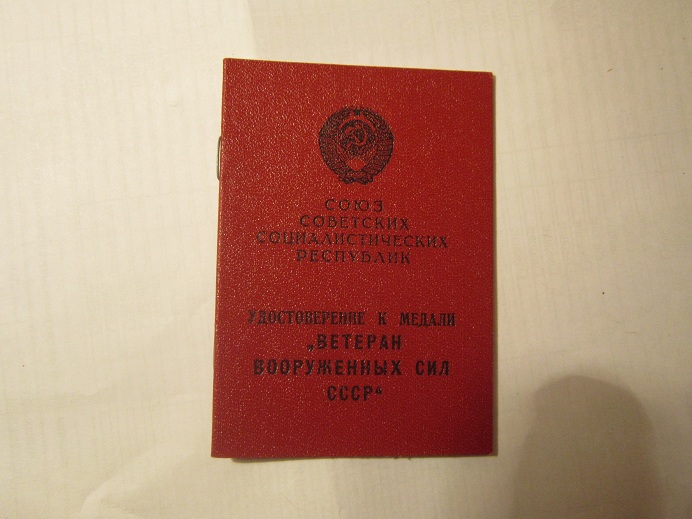 СОЮЗ
СОВЕТСКИХ
СОЦИАЛИСТИЧЕСКИХ
РЕСПУБЛИК
УДОСТОВЕРЕНИЕ К МЕДАЛИ
„ВЕТЕРАН
ВООРУЖЕННЫХ СИЛ
СССР“